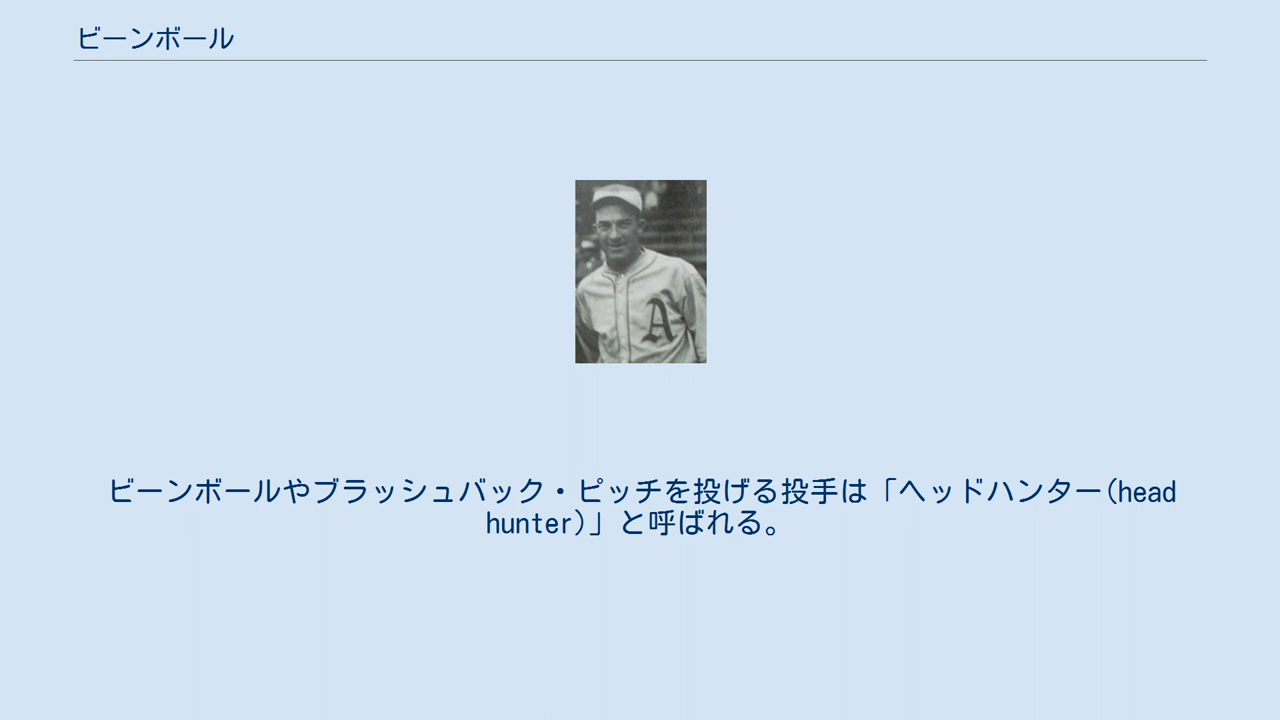 ビーンボール
A
ビーンボールやブラッシュバック・ピッチを投げる投手は「ヘッドハンター(head
hunter)」と呼ばれる。